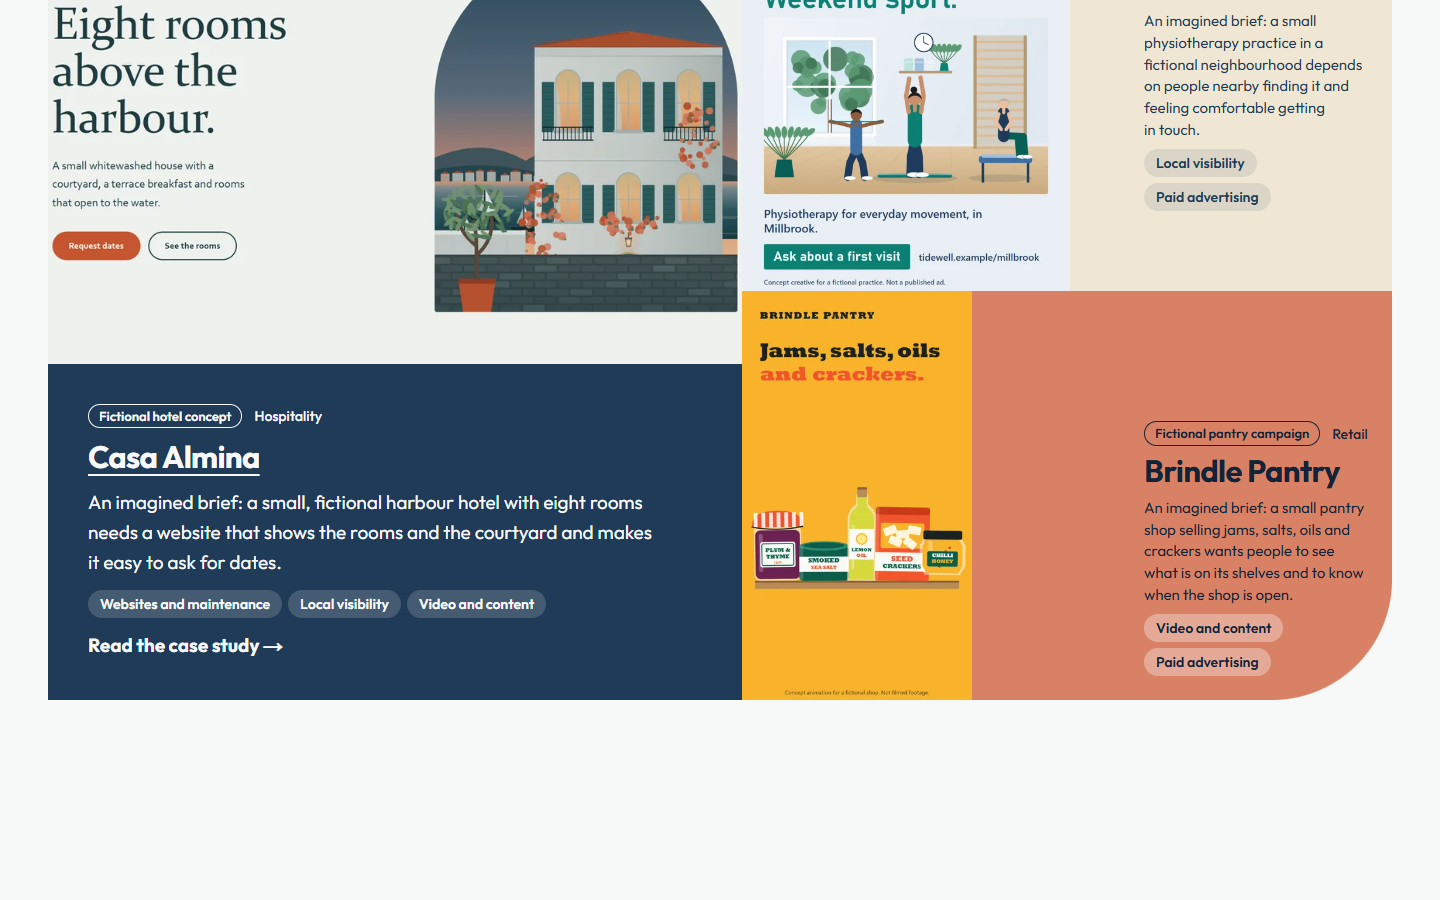 Eight rooms
above the
harbour.
A small whitewashed house with a
courtyard, a terrace breakfast and rooms
that open to the water.
Request dates
See the rooms
Weekend sport.
Physiotherapy for everyday movement, in
Millbrook.
Ask about a first visit
tidewell.example/millbrook
Concept creative for a fictional practice. Not a published ad.
An imagined brief: a small
physiotherapy practice in a
fictional neighbourhood depends
on people nearby finding it and
feeling comfortable getting
in touch.
Local visibility
Paid advertising
Fictional hotel concept
Hospitality
Casa Almina
An imagined brief: a small, fictional harbour hotel with eight rooms
needs a website that shows the rooms and the courtyard and makes
it easy to ask for dates.
Websites and maintenance
Local visibility
Video and content
Read the case study →
BRINDLE PANTRY
Jams, salts, oils
and crackers.
PLUM &
THYME
JAM
SMOKED
SEA SALT
LEMON
OIL
SEED
CRACKERS
CHILLI
HONEY
Concept animation for a fictional shop. Not filmed footage.
Fictional pantry campaign
Retail
Brindle Pantry
An imagined brief: a small pantry
shop selling jams, salts, oils and
crackers wants people to see
what is on its shelves and to know
when the shop is open.
Video and content
Paid advertising